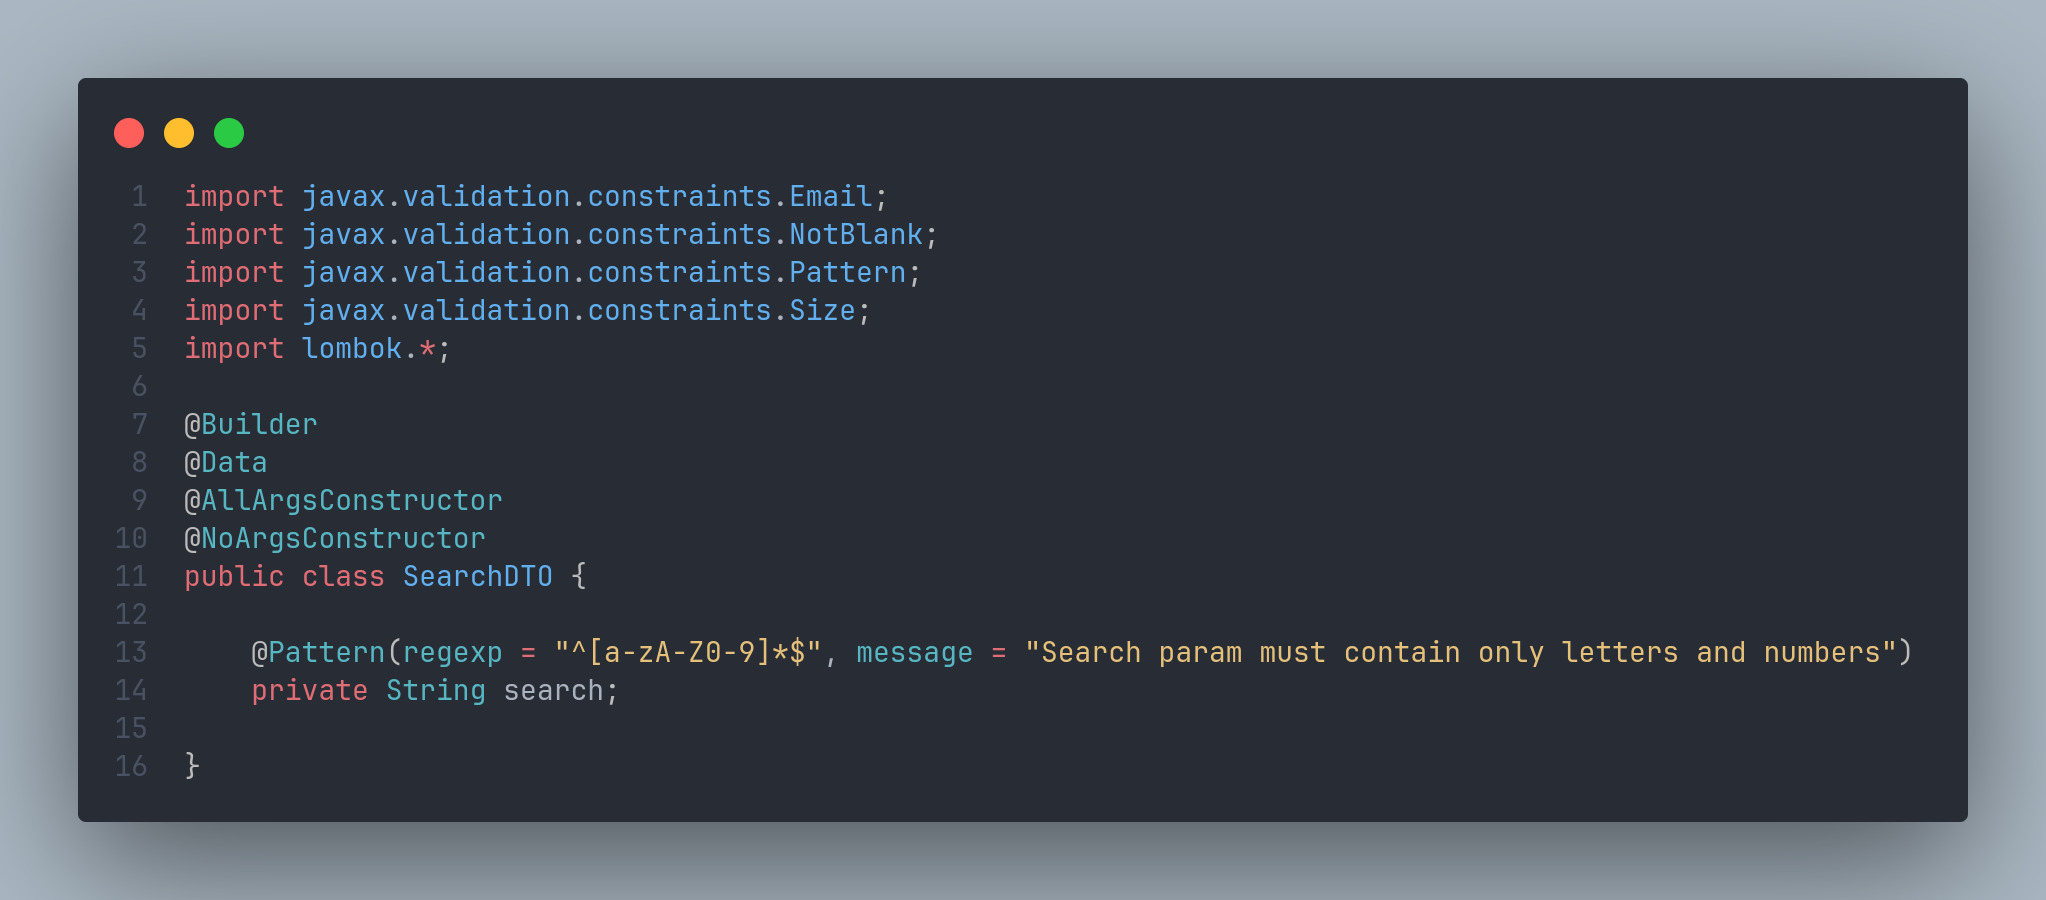 1 import javax.validation.constraints.Email;
2 import javax.validation.constraints.NotBlank;
3 import javax.validation.constraints.Pattern;
4 import javax.validation.constraints.Size;
5 import lombok.*;
6
7 @Builder
8 @Data
9 @AllArgsConstructor
10 @NoArgsConstructor
11 public class SearchDTO {
12
13     @Pattern(regexp = "^[a-zA-Z0-9]*$", message = "Search param must contain only letters and numbers")
14     private String search;
15
16 }